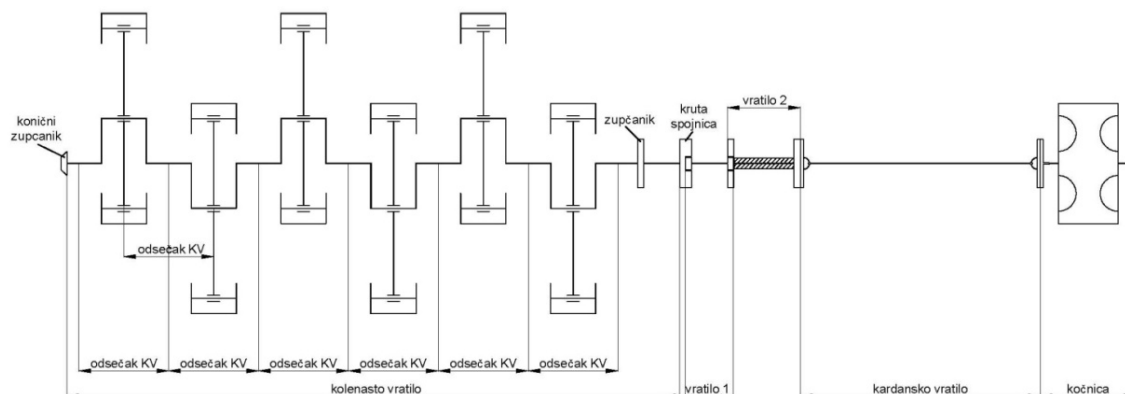 konični
zupcanik
odsečak KV
zupčanik
kruta
spojnica
vratilo 2
odsečak KV
odsečak KV
odsečak KV
odsečak KV
odsečak KV
odsečak KV
kolenasto vratilo
vratilo 1
kardansko vratilo
kočnica